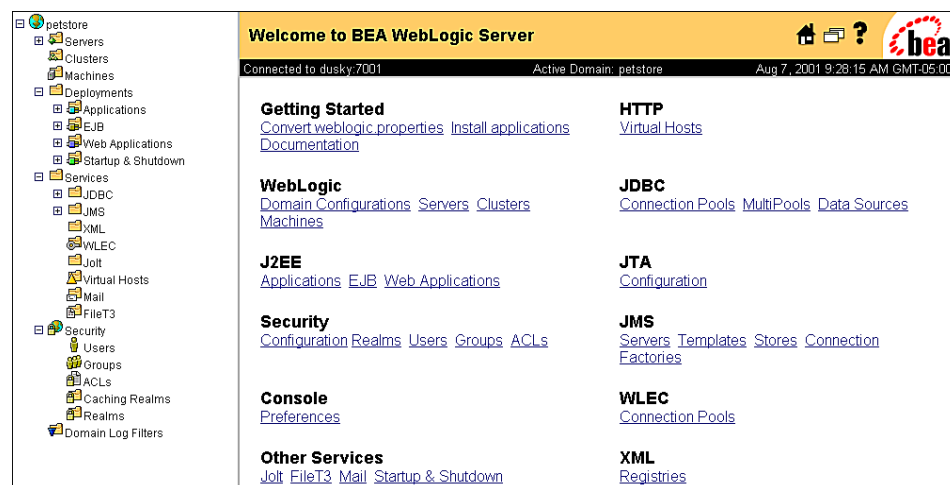 petstore
Servers
Clusters
Machines
Deployments
Applications
EJB
Web Applications
Startup & Shutdown
Services
JDBC
JMS
XML
WLEC
Jolt
Virtual Hosts
Mail
FileT3
Security
Users
Groups
ACLs
Caching Realms
Realms
Domain Log Filters
Welcome to BEA WebLogic Server
?
bea
Connected to dusky:7001 Active Domain: petstore Aug 7, 2001 9:28:15 AM GMT-05:00
Getting Started
Convert weblogic.properties Install applications
Documentation
HTTP
Virtual Hosts
WebLogic
Domain Configurations Servers Clusters
Machines
JDBC
Connection Pools MultiPools Data Sources
J2EE
Applications EJB Web Applications
JTA
Configuration
Security
Configuration Realms Users Groups ACLs
JMS
Servers Templates Stores Connection
Factories
Console
Preferences
WLEC
Connection Pools
Other Services
Jolt FileT3 Mail Startup & Shutdown
XML
Registries